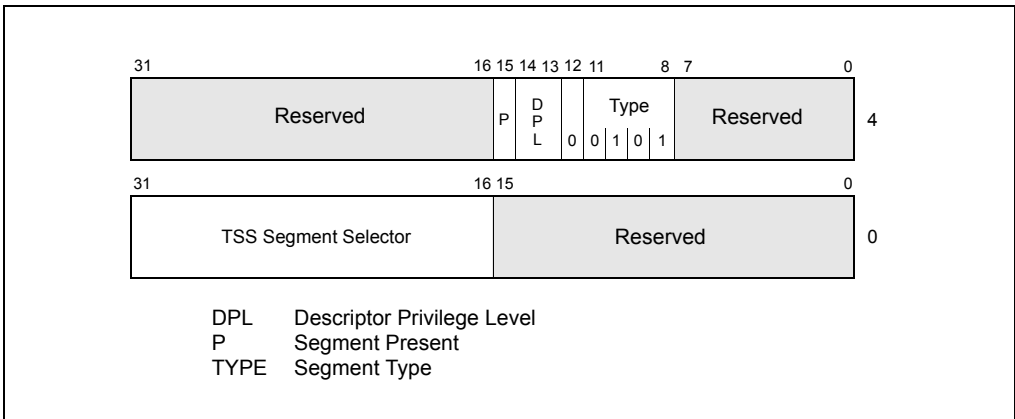 31 16 15 14 13 12 11 8 7 0
Reserved P D P L 0 Type 0 1 0 1 Reserved 4
31 16 15 0
TSS Segment Selector Reserved 0
DPL Descriptor Privilege Level
P Segment Present
TYPE Segment Type